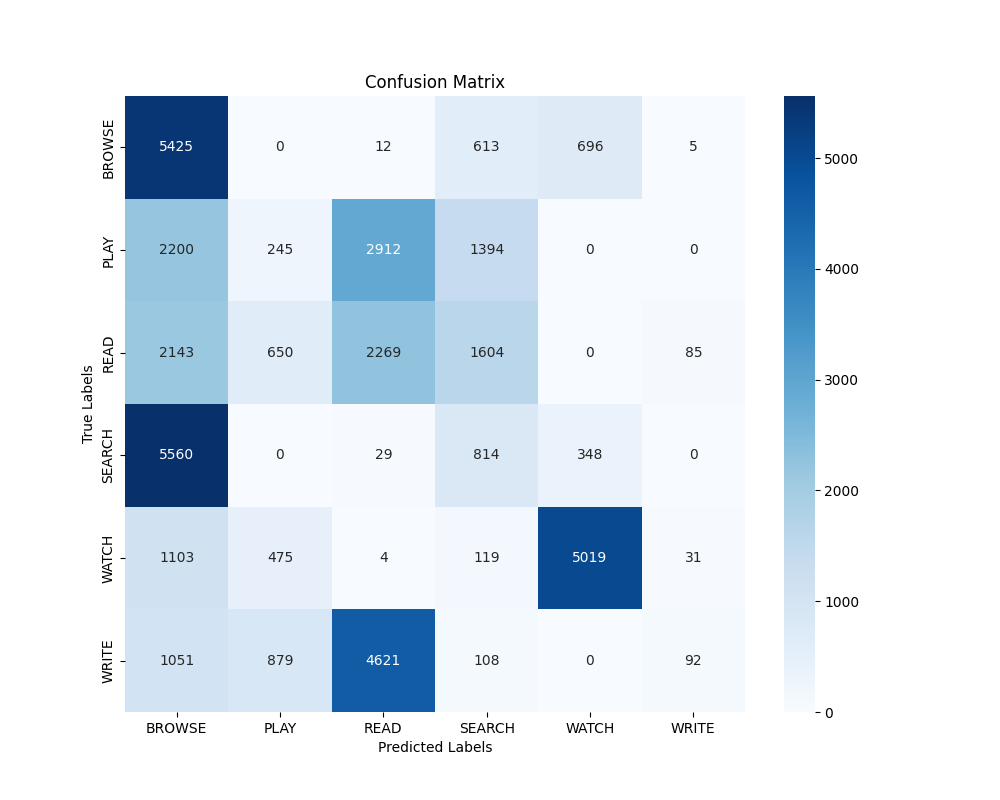 Confusion Matrix
BROWSE 5425 0 12 613 696 5
PLAY 2200 245 2912 1394 0 0
READ 2143 650 2269 1604 0 85
SEARCH 5560 0 29 814 348 0
WATCH 1103 475 4 119 5019 31
WRITE 1051 879 4621 108 0 92
BROWSE PLAY READ SEARCH WATCH WRITE
Predicted Labels
True Labels
5000
4000
3000
2000
1000
0